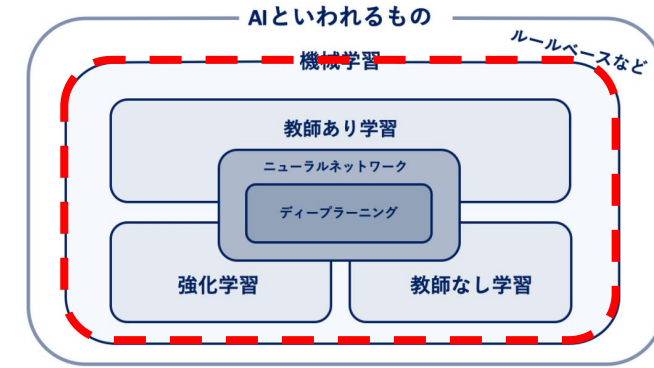 AIといわれるもの
ルールベースなど
機械学習
教師あり学習
ニューラルネットワーク
ディープラーニング
強化学習
教師なし学習